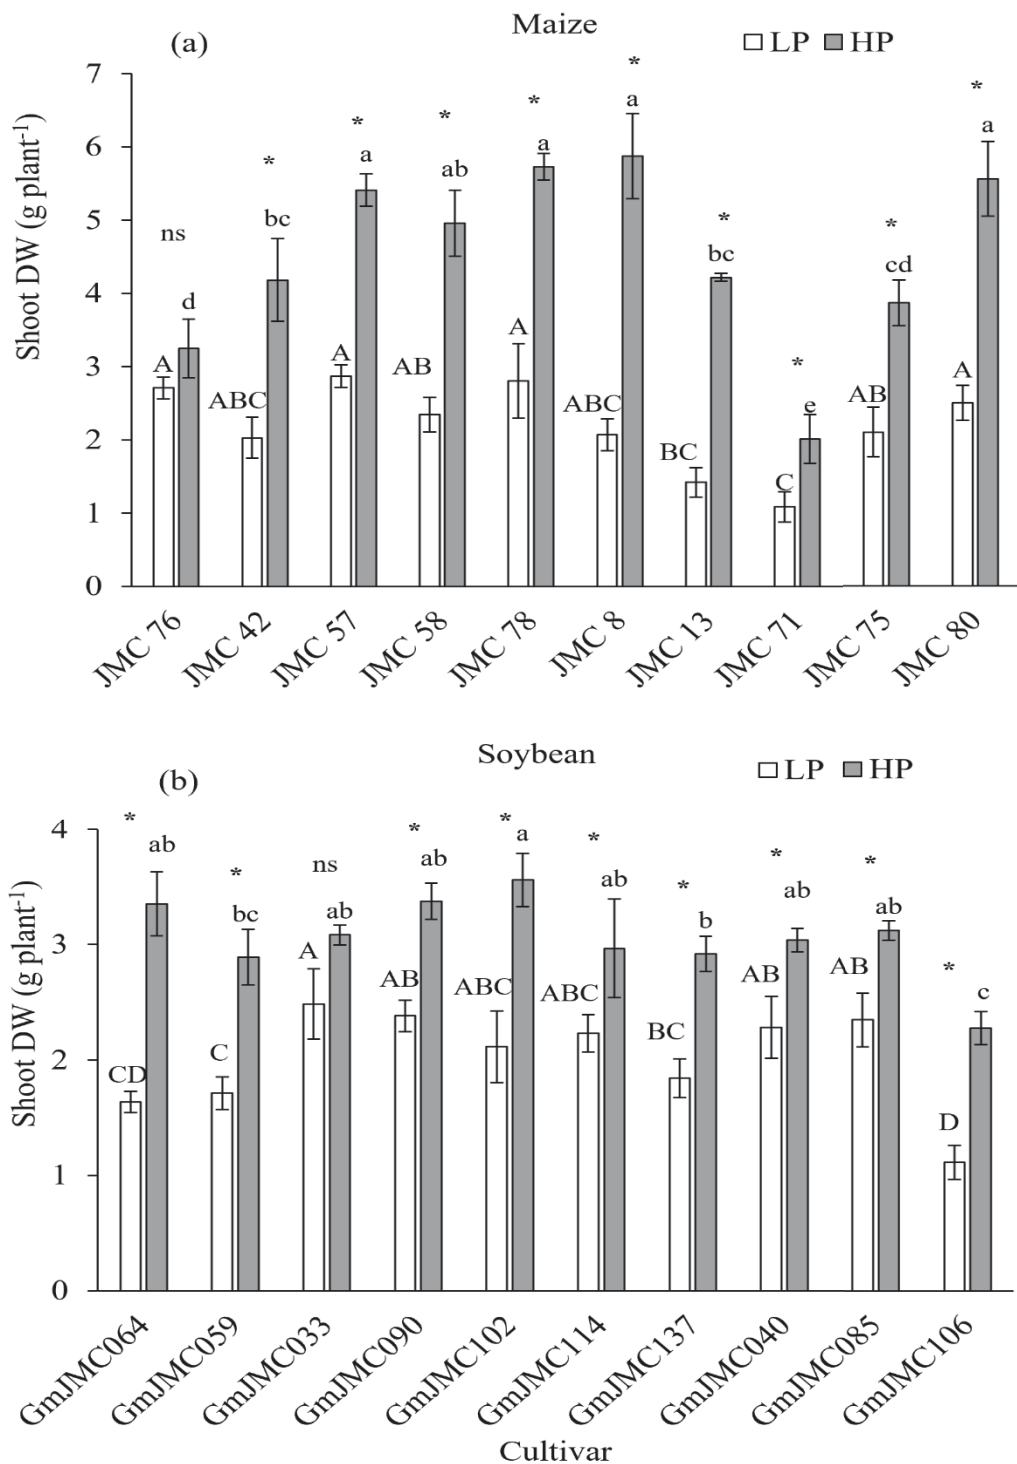 Maize
(a)
LP HP
Shoot DW (g plant⁻¹)
7
6
5
4
3
2
1
0
ns * * * * * * * * *
d bc a ab a a bc e cd a
A ABC A AB A ABC BC C AB A
JMC 76 JMC 42 JMC 57 JMC 58 JMC 78 JMC 8 JMC 13 JMC 71 JMC 75 JMC 80
Soybean
(b)
LP HP
Shoot DW (g plant⁻¹)
4
3
2
1
0
* * ns * * * * * * *
ab bc ab ab a ab b ab ab c
CD C A AB ABC ABC BC AB AB D
GmJMC064 GmJMC059 GmJMC033 GmJMC090 GmJMC102 GmJMC114 GmJMC137 GmJMC040 GmJMC085 GmJMC106
Cultivar